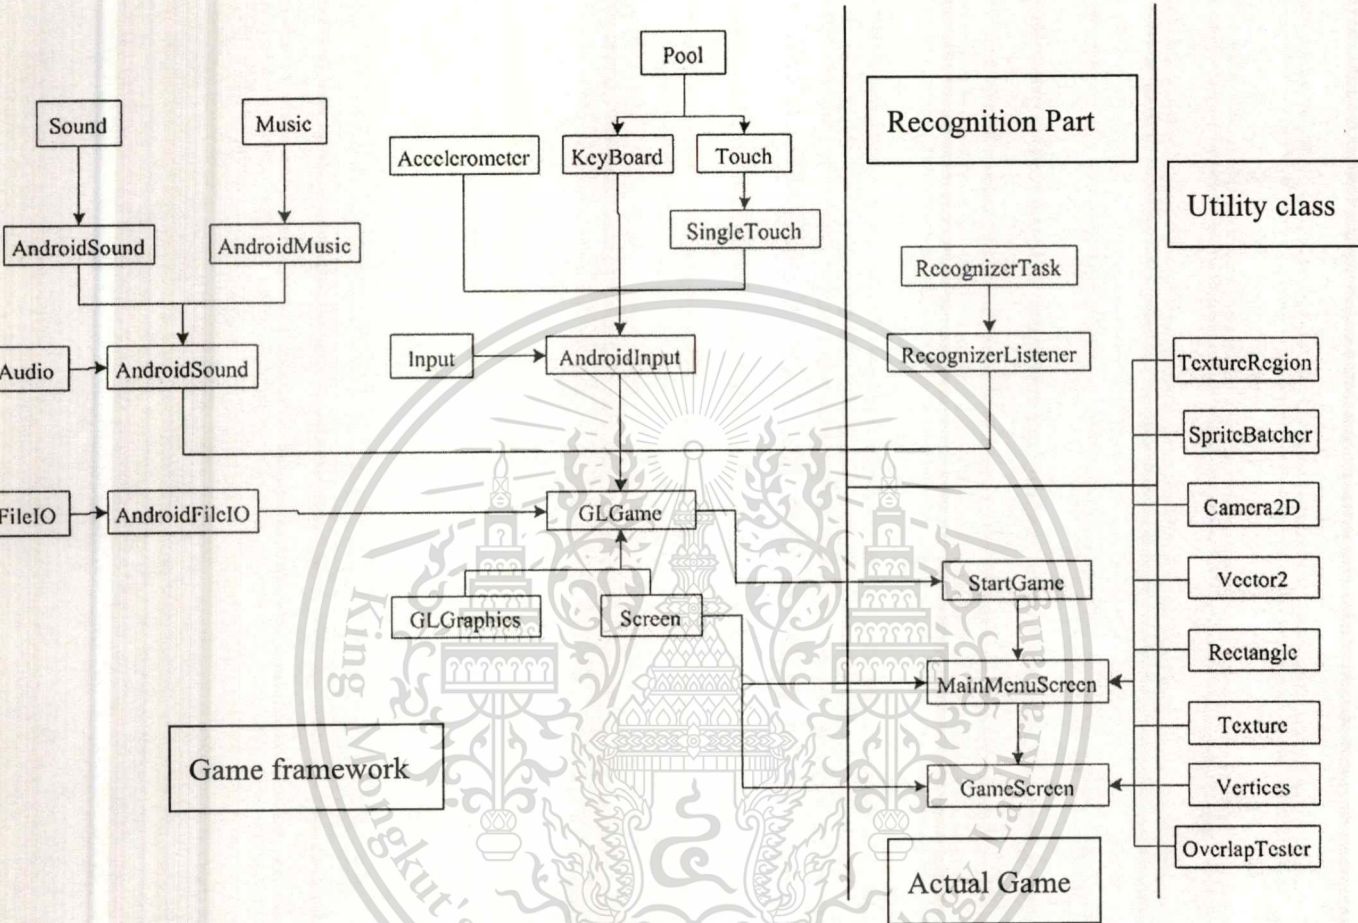 Pool
Sound
Music
Accelerometer
KeyBoard
Touch
AndroidSound
AndroidMusic
SingleTouch
Input
AndroidInput
Audio
AndroidSound
FileIO
AndroidFileIO
GLGame
GLGraphics
Screen
Game framework
Recognition Part
RecognizerTask
RecognizerListener
StartGame
MainMenuScreen
GameScreen
Actual Game
Utility class
TextureRegion
SpriteBatcher
Camera2D
Vector2
Rectangle
Texture
Vertices
OverlapTester
King Mongkut's